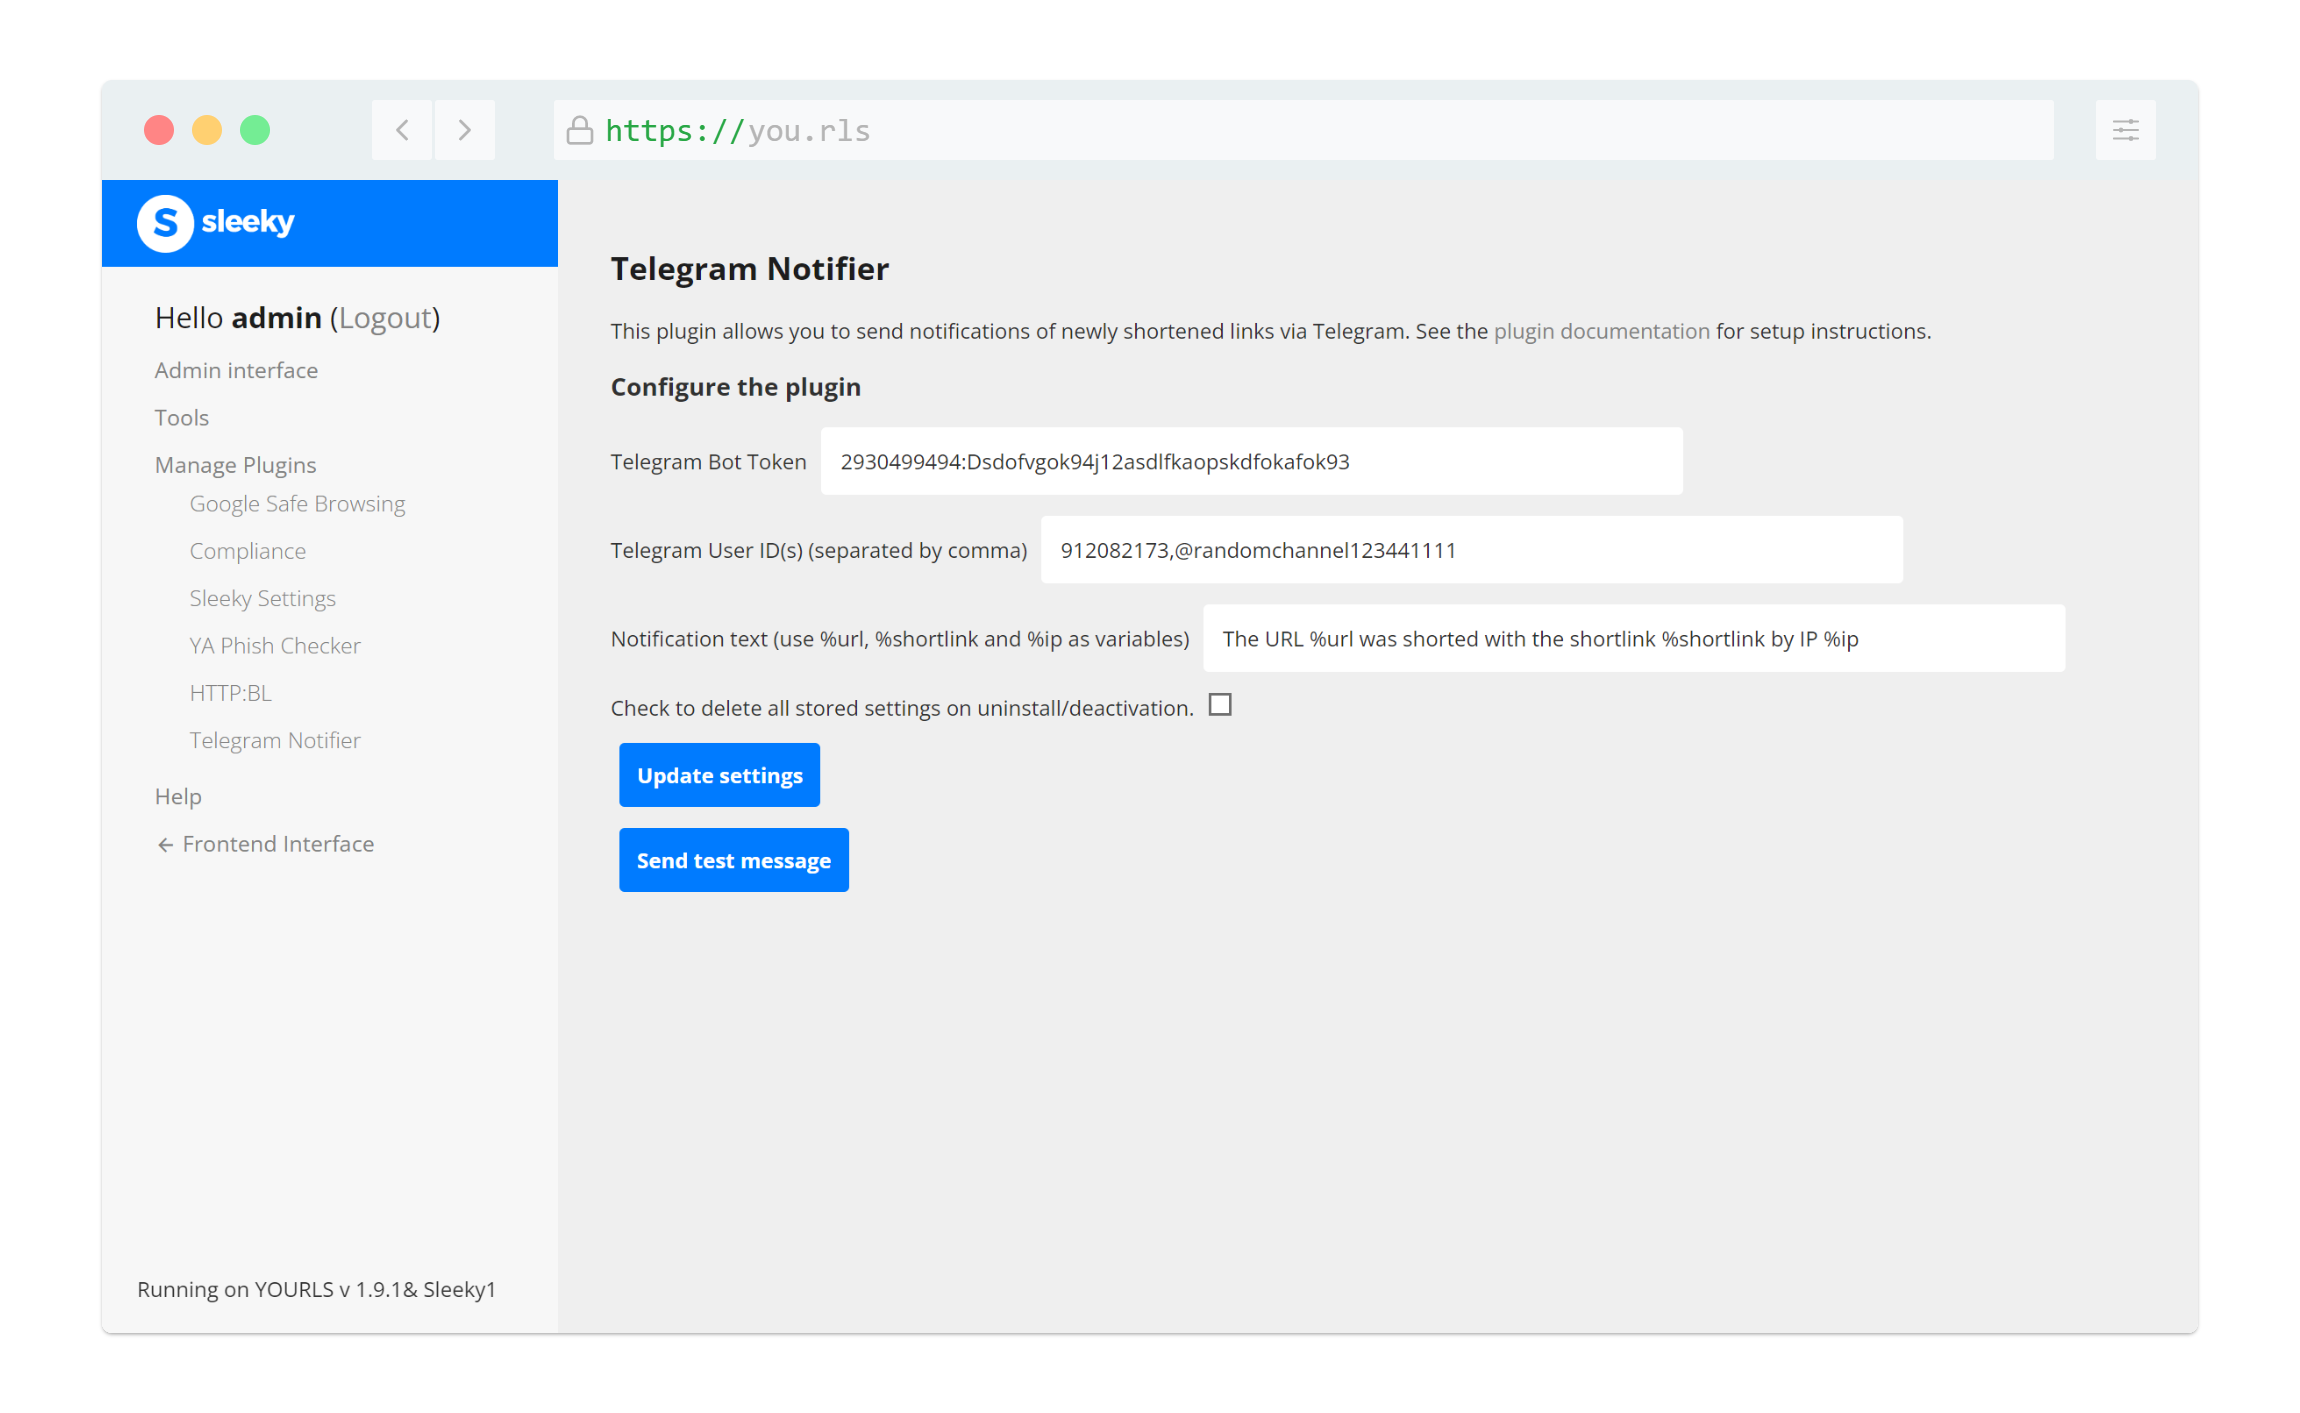 https://you.rls
S sleeky
Hello admin (Logout)
Admin interface
Tools
Manage Plugins
Google Safe Browsing
Compliance
Sleeky Settings
YA Phish Checker
HTTP:BL
Telegram Notifier
Help
← Frontend Interface
Running on YOURLS v 1.9.1& Sleeky1
Telegram Notifier
This plugin allows you to send notifications of newly shortened links via Telegram. See the plugin documentation for setup instructions.
Configure the plugin
Telegram Bot Token 2930499494:Dsdofvgok94j12asdlfkaopskdfokafok93
Telegram User ID(s) (separated by comma) 912082173,@randomchannel123441111
Notification text (use %url, %shortlink and %ip as variables) The URL %url was shorted with the shortlink %shortlink by IP %ip
Check to delete all stored settings on uninstall/deactivation.
Update settings
Send test message